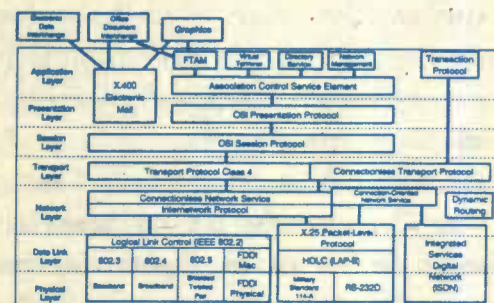 Electronic Data Interchange
Office Document Interchange
Graphics
Application Layer
X.400 Electronic Mail
FTAM
Virtual Terminal
Directory Service
Network Management
Transaction Protocol
Association Control Service Element
Presentation Layer
OSI Presentation Protocol
Session Layer
OSI Session Protocol
Transport Layer
Transport Protocol Class 4
Connectionless Transport Protocol
Network Layer
Connectionless Network Service
Internetwork Protocol
Connection-Oriented Network Service
Dynamic Routing
Data Link Layer
Logical Link Control (IEEE 802.2)
802.3
802.4
802.5
FDDI Mac
X.25 Packet-Level Protocol
HDLC (LAP-B)
Integrated Services Digital Network (ISDN)
Physical Layer
Baseband
Broadband
Shielded Twisted Pair
FDDI Physical
Military Standard
RS-232D